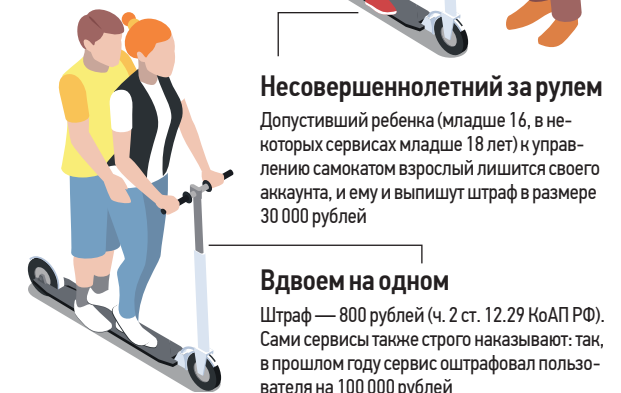 Несовершеннолетний за рулем
Допустивший ребенка (младше 16, в не-
которых сервисах младше 18 лет) к управ-
лению самокатом взрослый лишится своего
аккаунта, и ему и выпишут штраф в размере
30 000 рублей
Вдвоем на одном
Штраф — 800 рублей (ч. 2 ст. 12.29 КоАП РФ).
Сами сервисы также строго наказывают: так,
в прошлом году сервис оштрафовал пользо-
вателя на 100 000 рублей